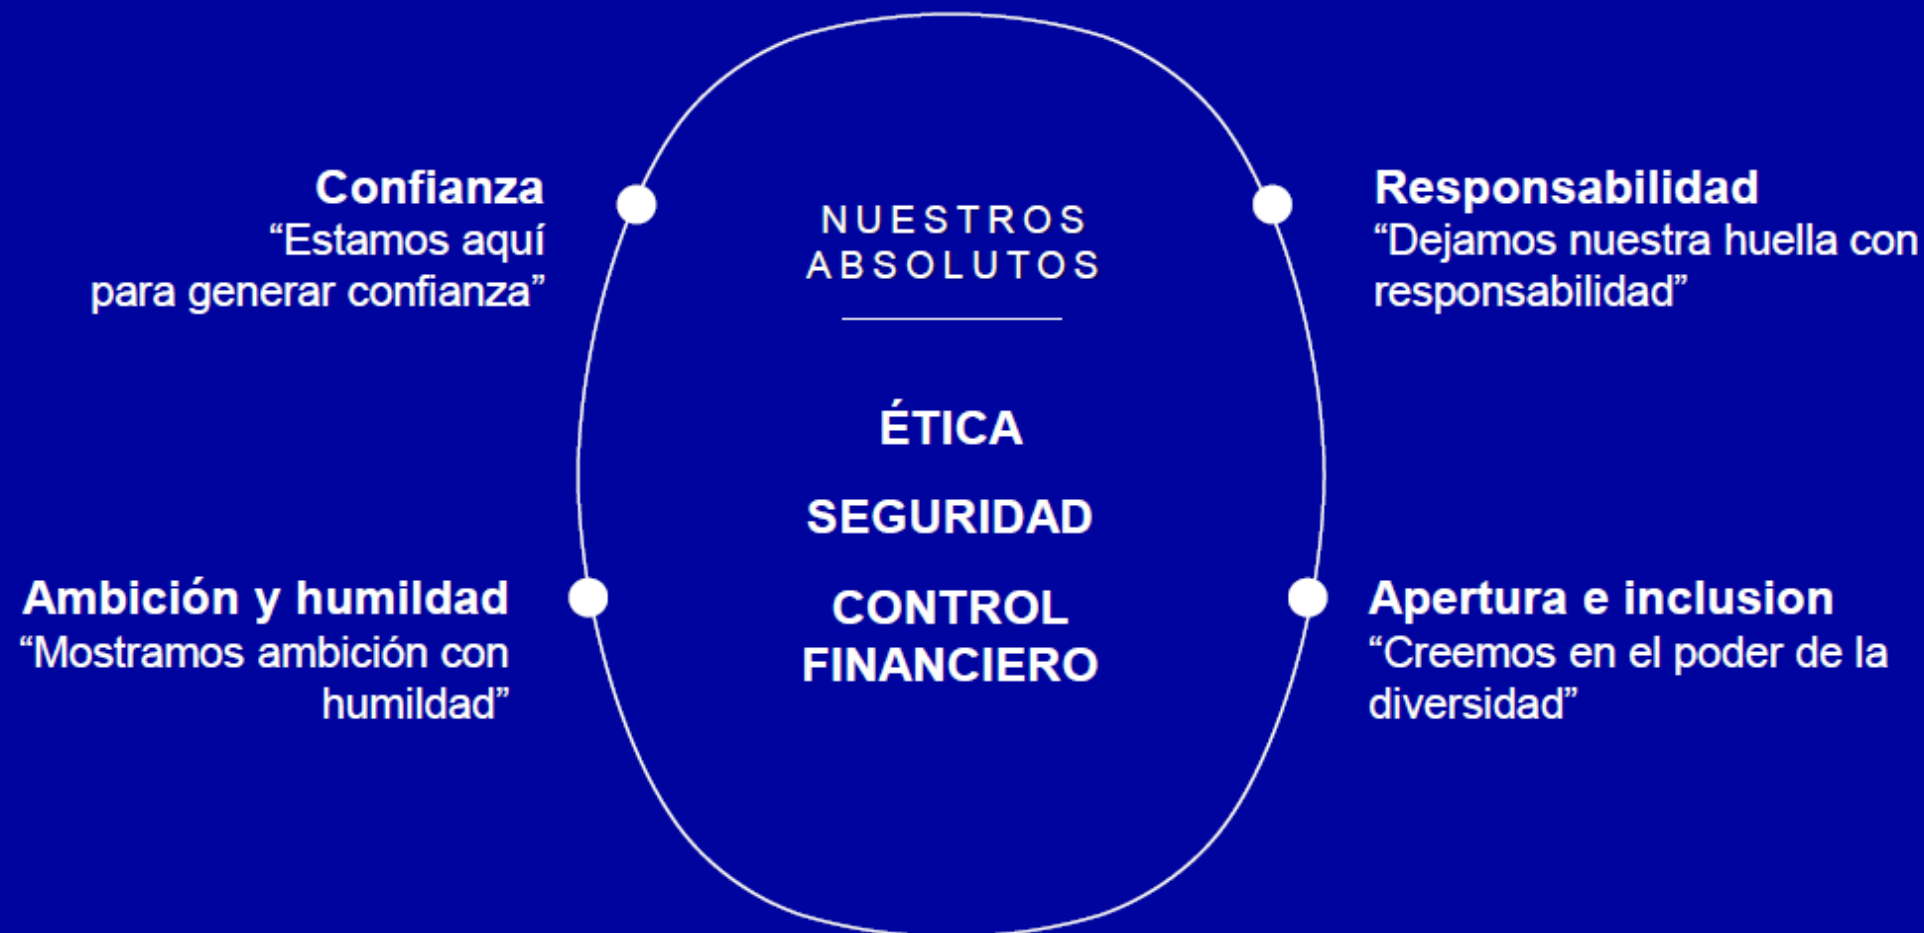 Confianza
“Estamos aquí
para generar confianza”
NUESTROS
ABSOLUTOS
ÉTICA
SEGURIDAD
CONTROL
FINANCIERO
Responsabilidad
“Dejamos nuestra huella con
responsabilidad”
Ambición y humildad
“Mostramos ambición con
humildad”
Apertura e inclusion
“Creemos en el poder de la
diversidad”